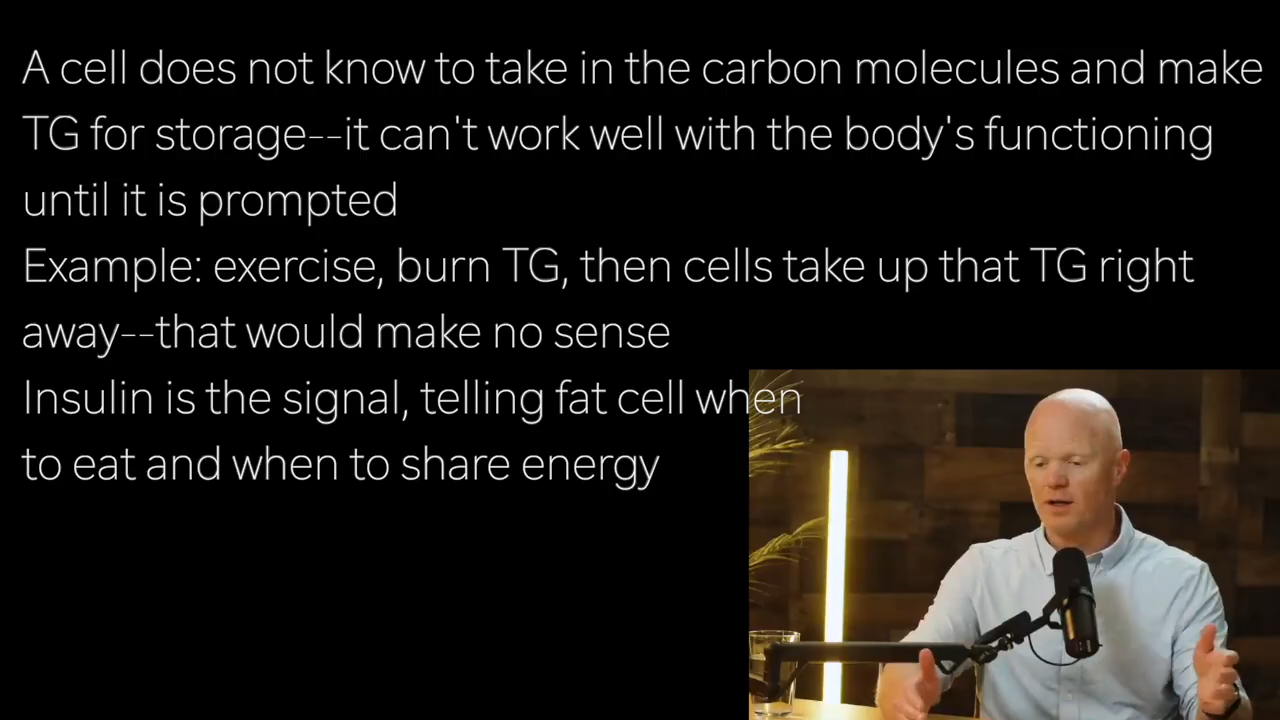 A cell does not know to take in the carbon molecules and make
TG for storage--it can't work well with the body's functioning
until it is prompted
Example: exercise, burn TG, then cells take up that TG right
away--that would make no sense
Insulin is the signal, telling fat cell when
to eat and when to share energy